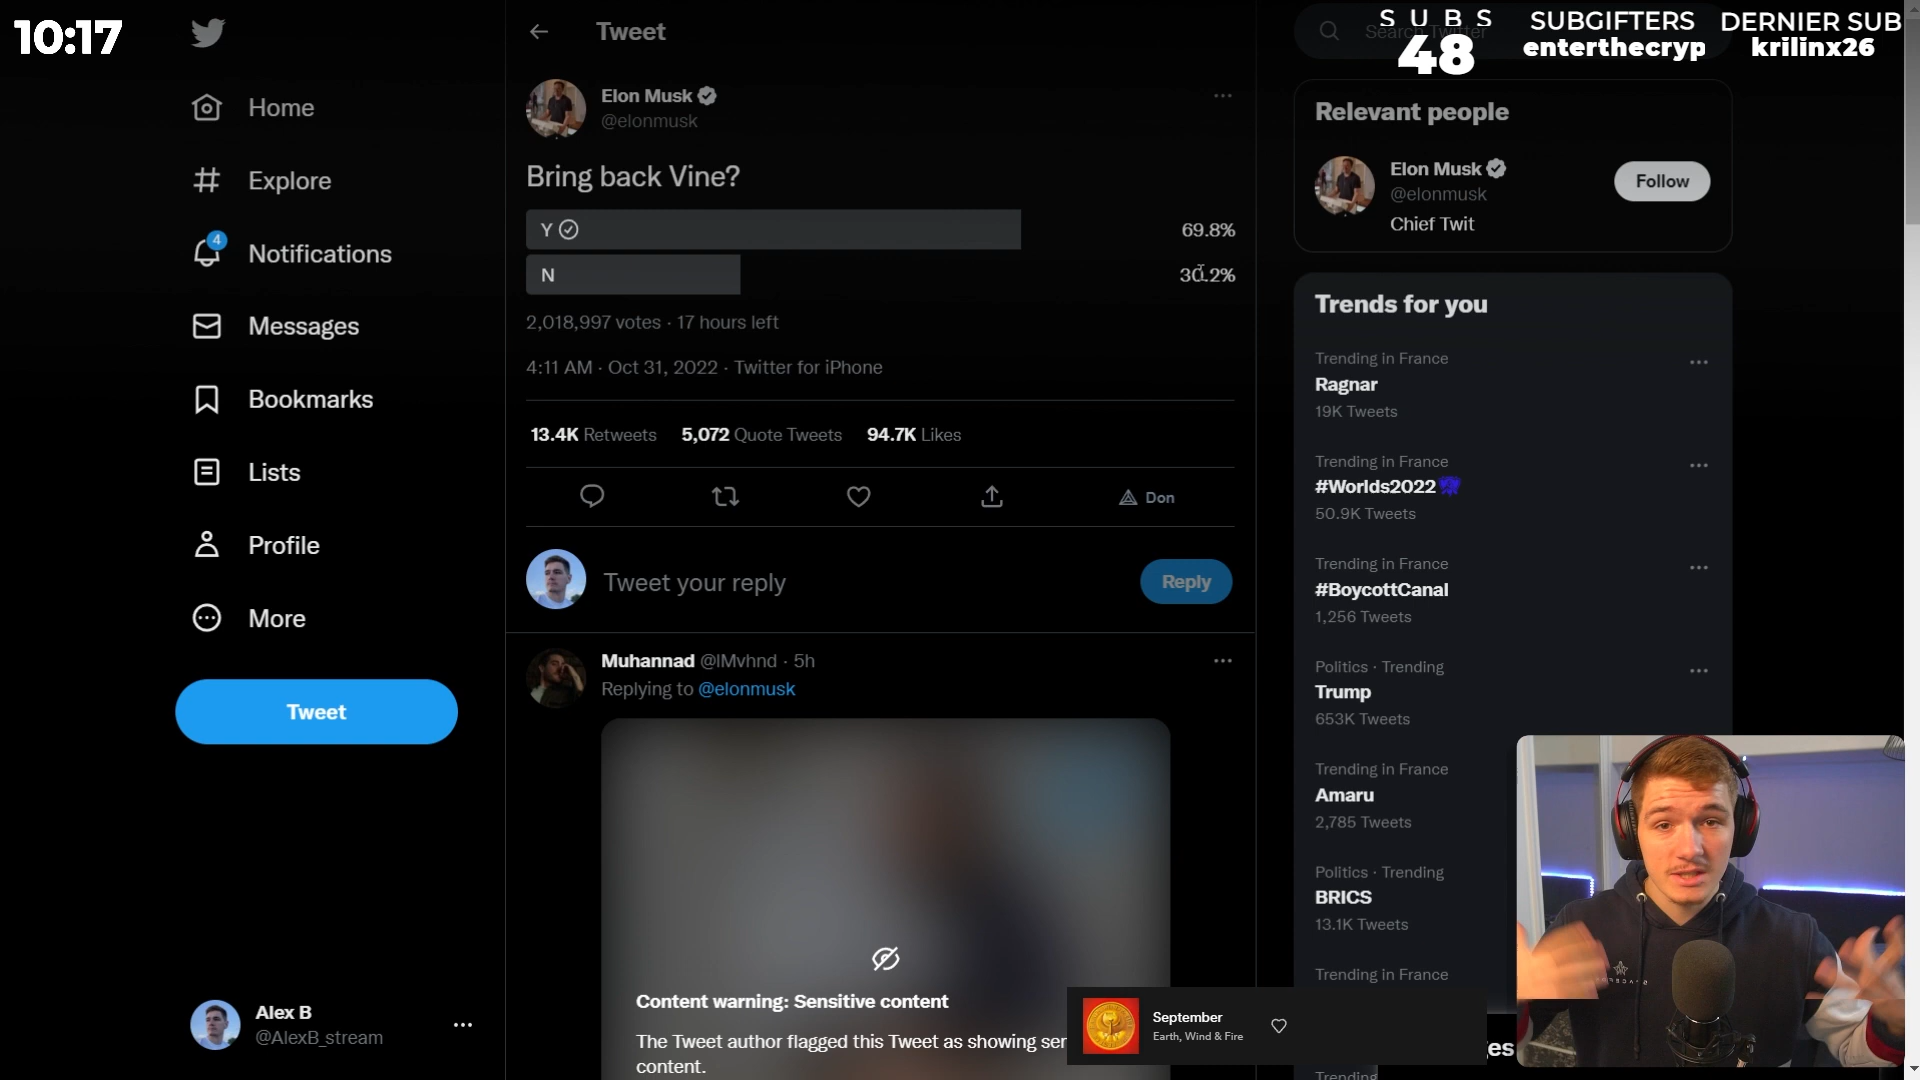 10:17
Home
Explore
4
Notifications
Messages
Bookmarks
Lists
Profile
More
Tweet
Alex B
@AlexB_stream
Tweet
Elon Musk
@elonmusk
Bring back Vine?
Y 69.8%
N 30.2%
2,018,997 votes · 17 hours left
4:11 AM · Oct 31, 2022 · Twitter for iPhone
13.4K Retweets 5,072 Quote Tweets 94.7K Likes
Don
Tweet your reply
Reply
Muhannad @IMvhnd · 5h
Replying to @elonmusk
Content warning: Sensitive content
The Tweet author flagged this Tweet as showing
content.
September
Earth, Wind & Fire
SUBS
48
SUBGIFTERS
enterthecryp
DERNIER SUB
krilinx26
Search Twitter
Relevant people
Elon Musk
@elonmusk
Chief Twit
Follow
Trends for you
Trending in France
Ragnar
19K Tweets
Trending in France
#Worlds2022
50.9K Tweets
Trending in France
#BoycottCanal
1,256 Tweets
Politics · Trending
Trump
653K Tweets
Trending in France
Amaru
2,785 Tweets
Politics · Trending
BRICS
13.1K Tweets
Trending in France
Trending